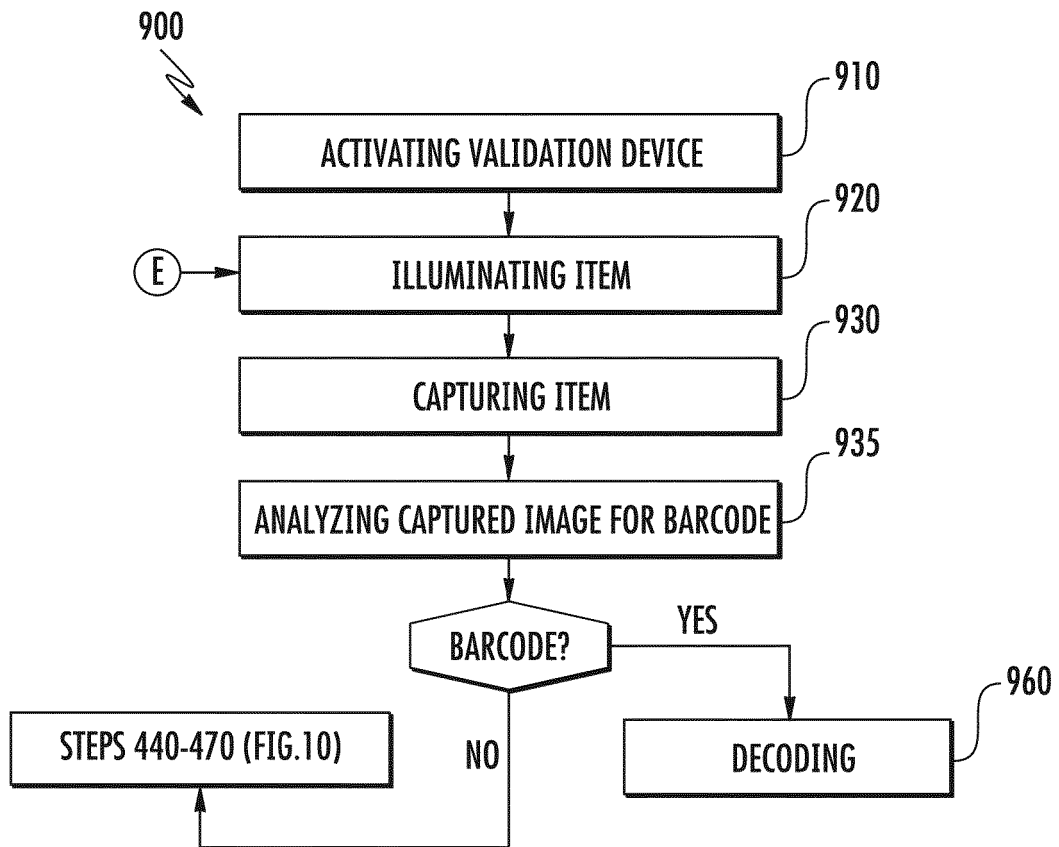 900
910
ACTIVATING VALIDATION DEVICE
920
E
ILLUMINATING ITEM
930
CAPTURING ITEM
935
ANALYZING CAPTURED IMAGE FOR BARCODE
BARCODE?
YES
960
STEPS 440-470 (FIG.10)
NO
DECODING